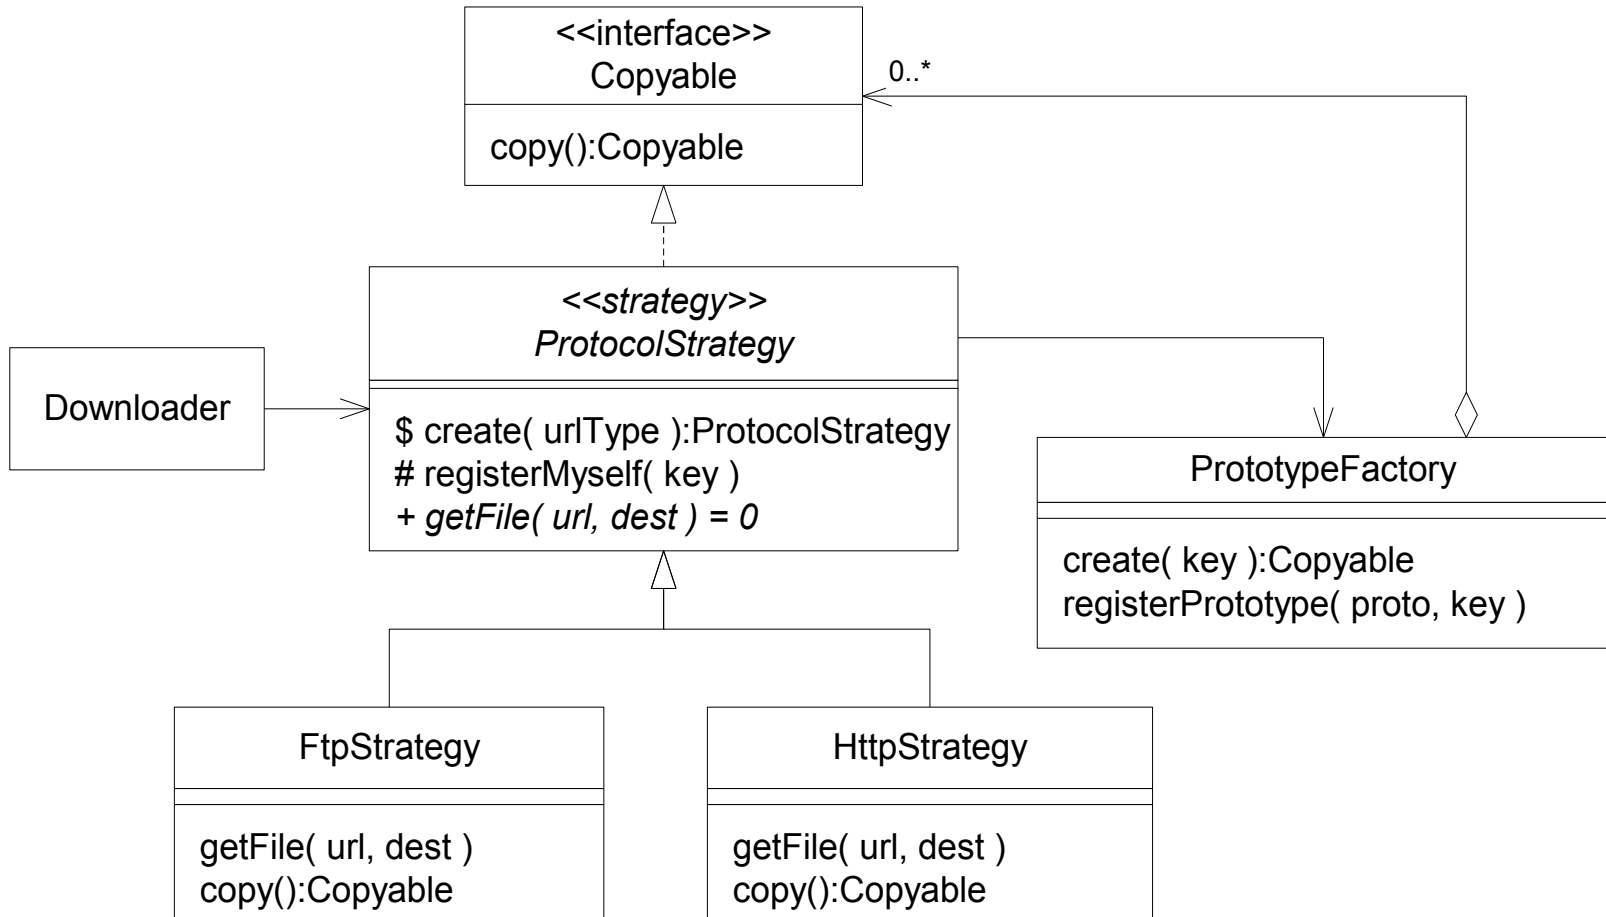 <<interface>>
Copyable
0..*
copy():Copyable
<<strategy>>
ProtocolStrategy
Downloader
$ create( urlType ):ProtocolStrategy
# registerMyself( key )
+ getFile( url, dest ) = 0
PrototypeFactory
create( key ):Copyable
registerPrototype( proto, key )
FtpStrategy
getFile( url, dest )
copy():Copyable
HttpStrategy
getFile( url, dest )
copy():Copyable